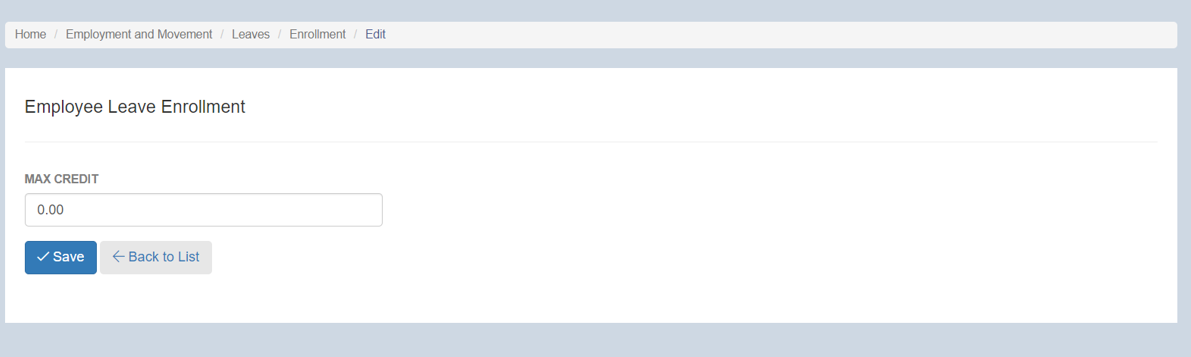 Home / Employment and Movement / Leaves / Enrollment / Edit
Employee Leave Enrollment
MAX CREDIT
0.00
Save Back to List